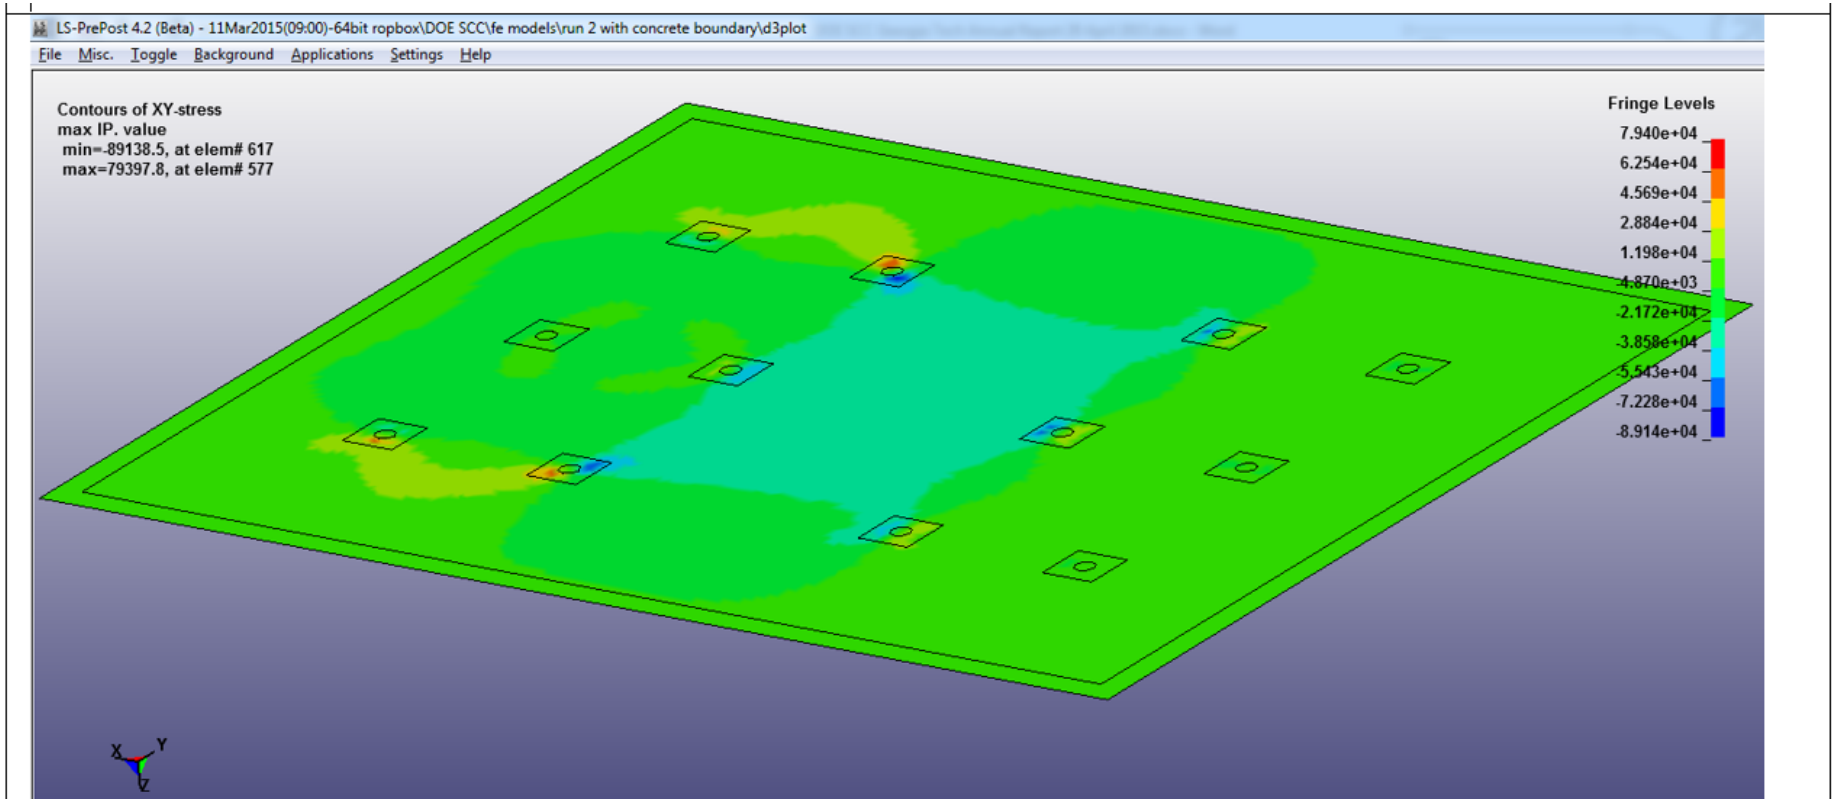 LS-PrePost 4.2 (Beta) - 11Mar2015(09:00)-64bit ropbox\DOE SCC\fe models\run 2 with concrete boundary\d3plot
File Misc. Toggle Background Applications Settings Help
Contours of XY-stress
max IP. value
min=-89138.5, at elem# 617
max=79397.8, at elem# 577
Fringe Levels
7.940e+04
6.254e+04
4.569e+04
2.884e+04
1.198e+04
-4.870e+03
-2.172e+04
-3.858e+04
-5.543e+04
-7.228e+04
-8.914e+04
X
Y
Z